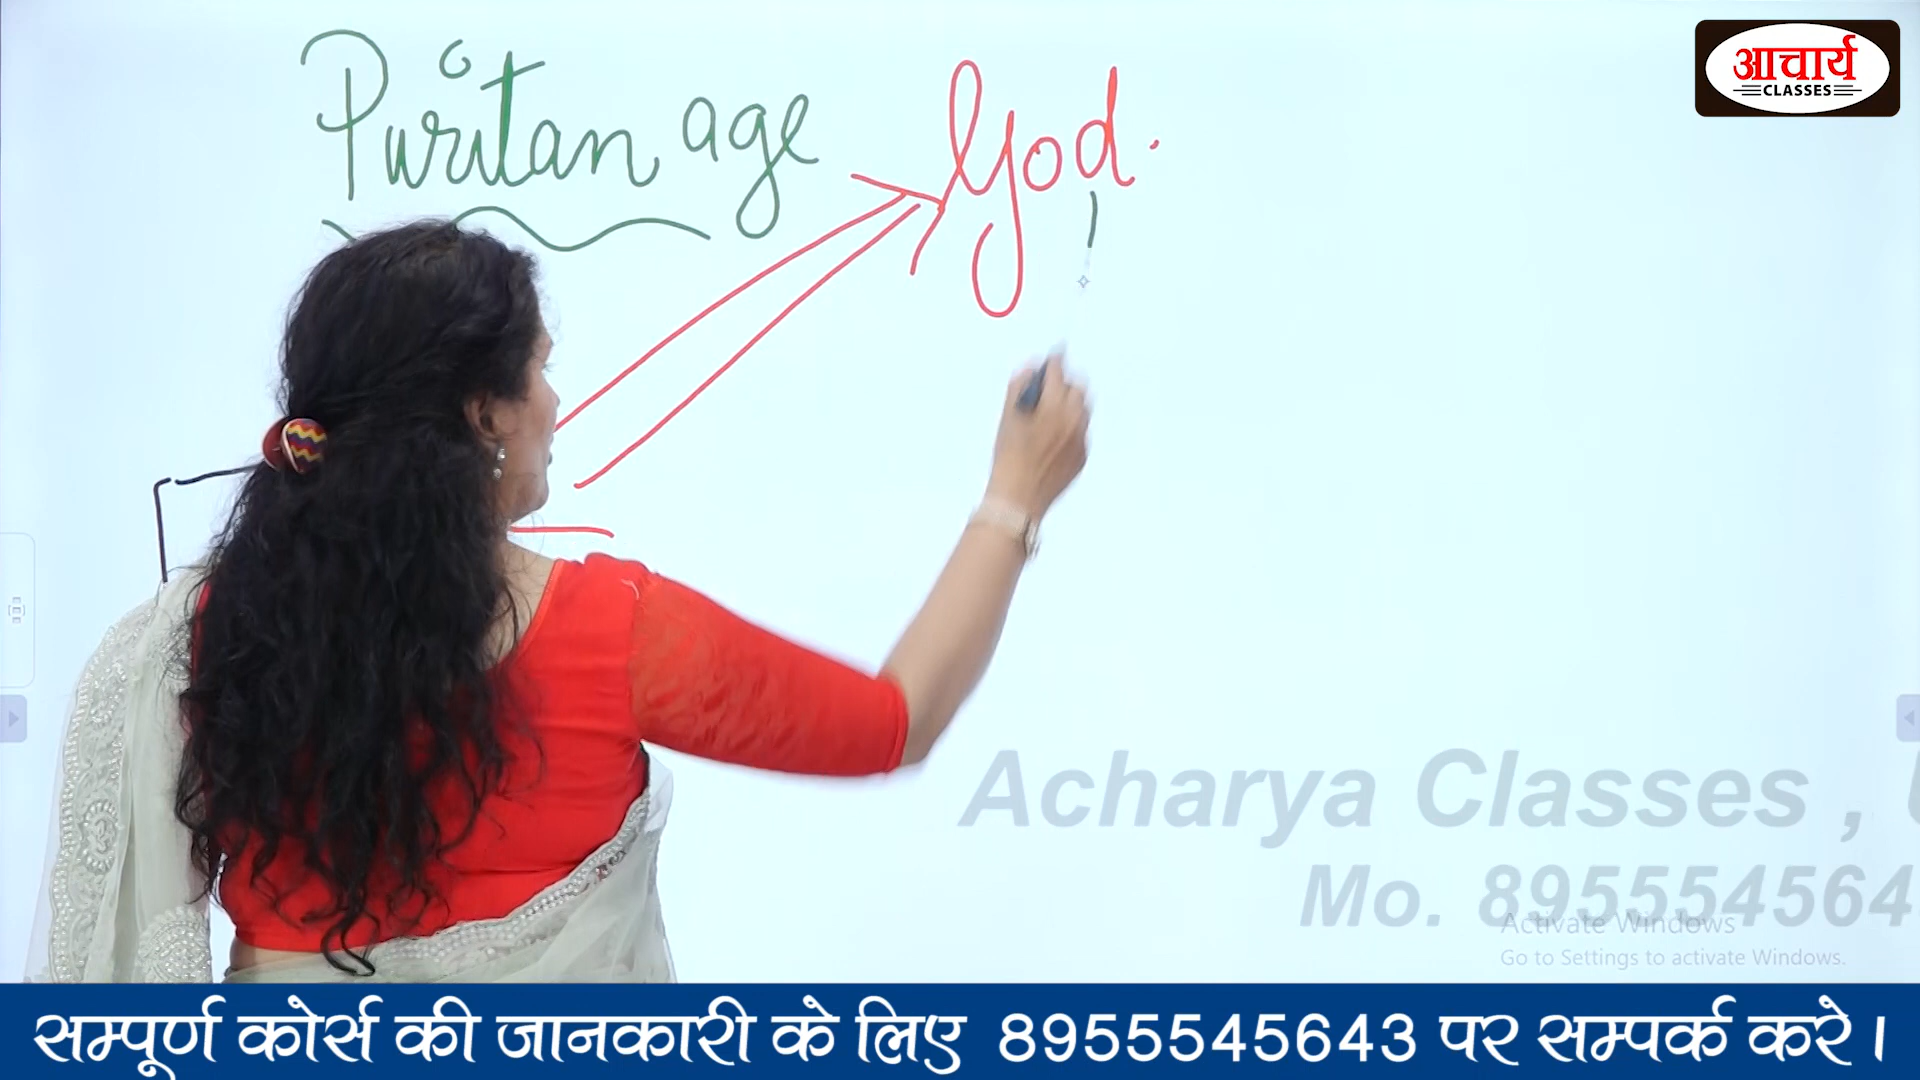 Puritan age
God.
आचार्य
CLASSES
Acharya Classes ,
Mo. 895554564
Activate Windows
Go to Settings to activate Windows.
सम्पूर्ण कोर्स की जानकारी के लिए 8955545643 पर सम्पर्क करे।